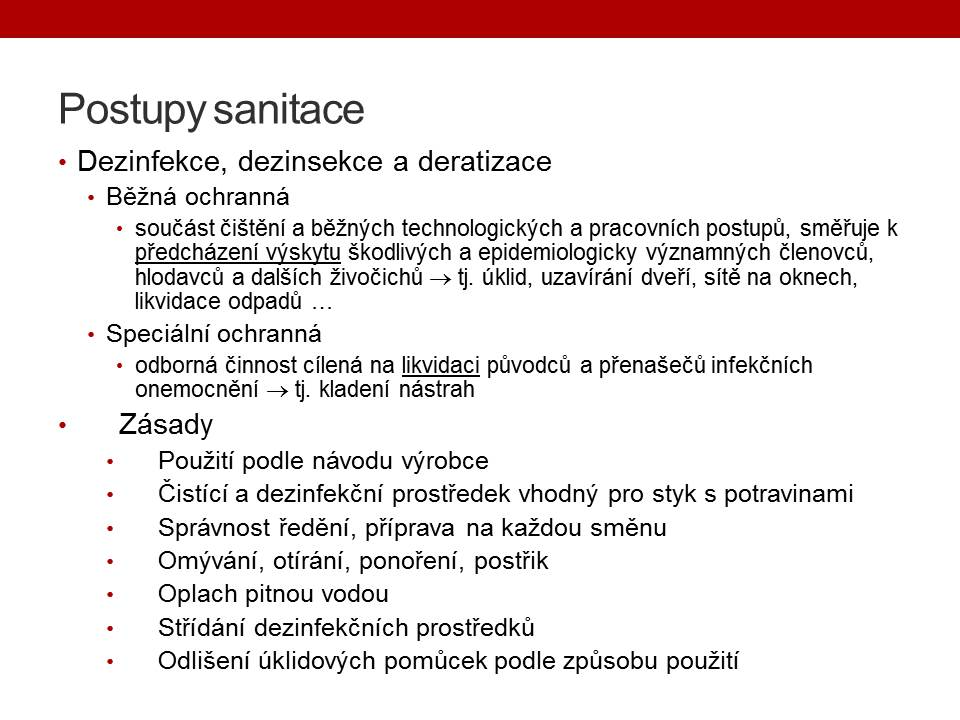 Postupy sanitace
• Dezinfekce, dezinsekce a deratizace
• Běžná ochranná
• součást čištění a běžných technologických a pracovních postupů, směřuje k
předcházení výskytu škodlivých a epidemiologicky významných členovců,
hlodavců a dalších živočichů → tj. úklid, uzavírání dveří, sítě na oknech,
likvidace odpadů …
• Speciální ochranná
• odborná činnost cílená na likvidaci původců a přenašečů infekčních
onemocnění → tj. kladení nástrah
• Zásady
• Použití podle návodu výrobce
• Čistící a dezinfekční prostředek vhodný pro styk s potravinami
• Správnost ředění, příprava na každou směnu
• Omývání, otírání, ponoření, postřik
• Oplach pitnou vodou
• Střídání dezinfekčních prostředků
• Odlišení úklidových pomůcek podle způsobu použití